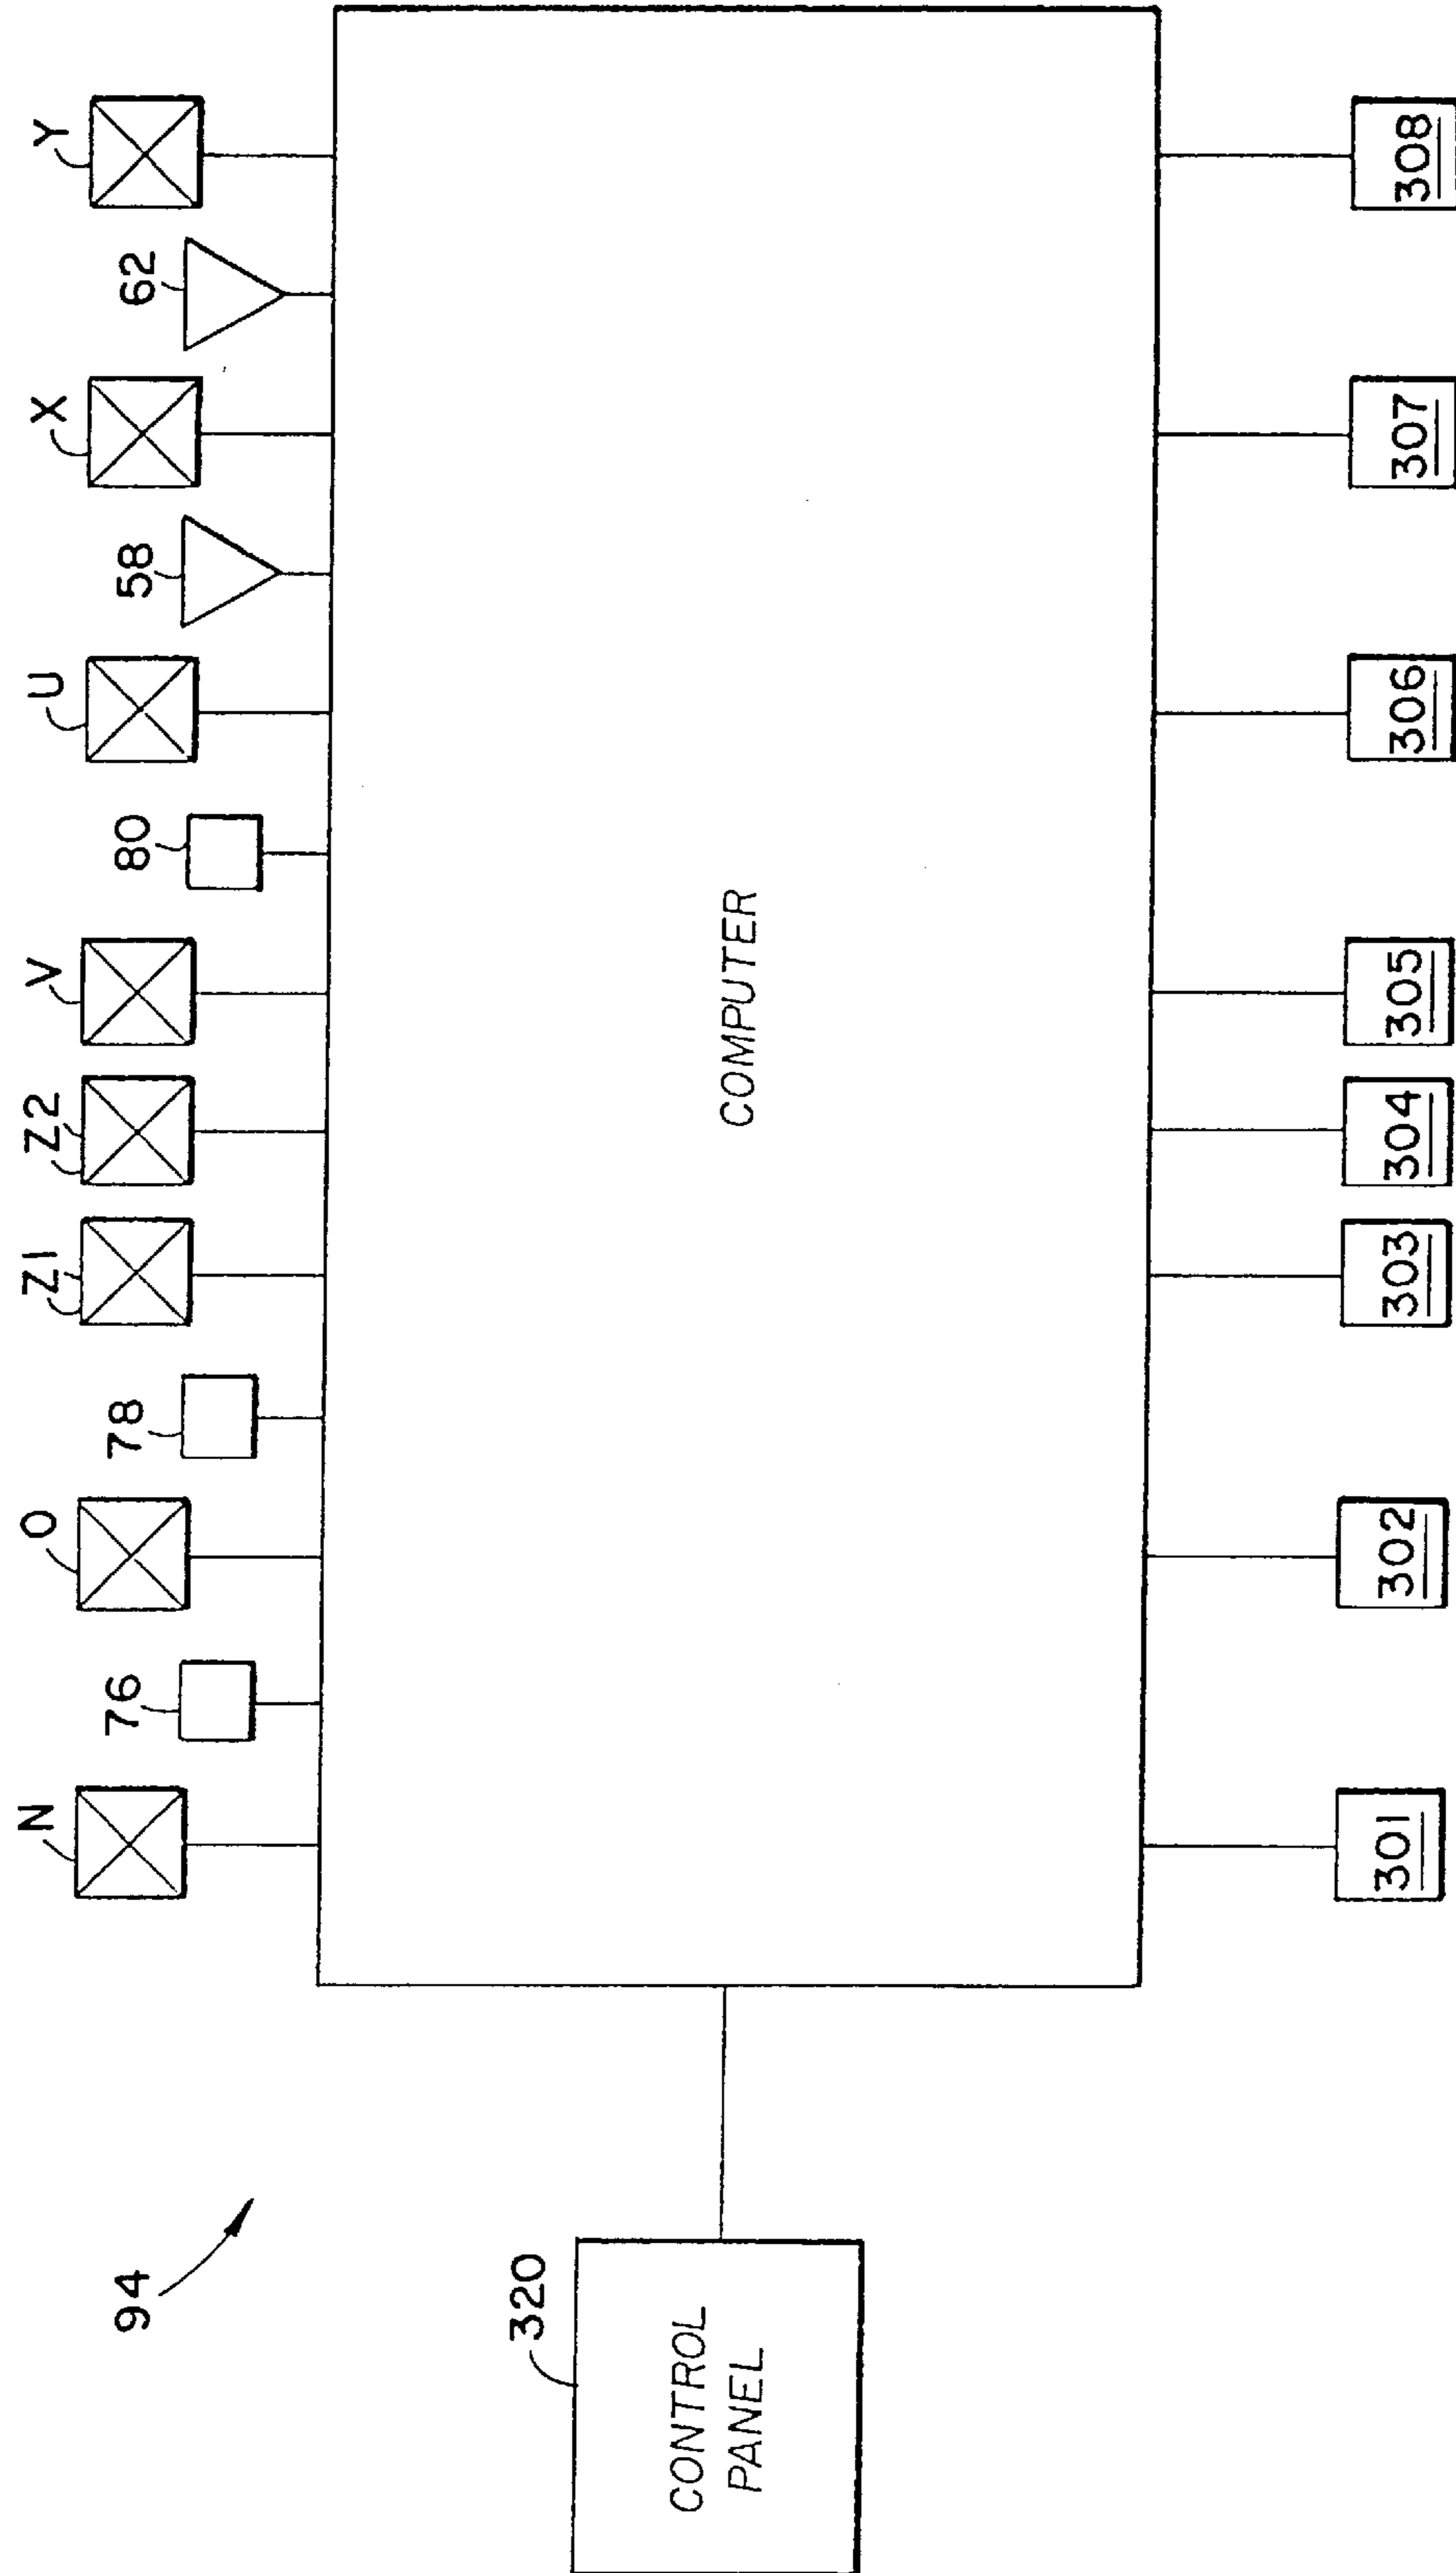 94
320
CONTROL
PANEL
N
76
O
78
Z1
Z2
V
80
U
58
X
62
Y
COMPUTER
301
302
303
304
305
306
307
308